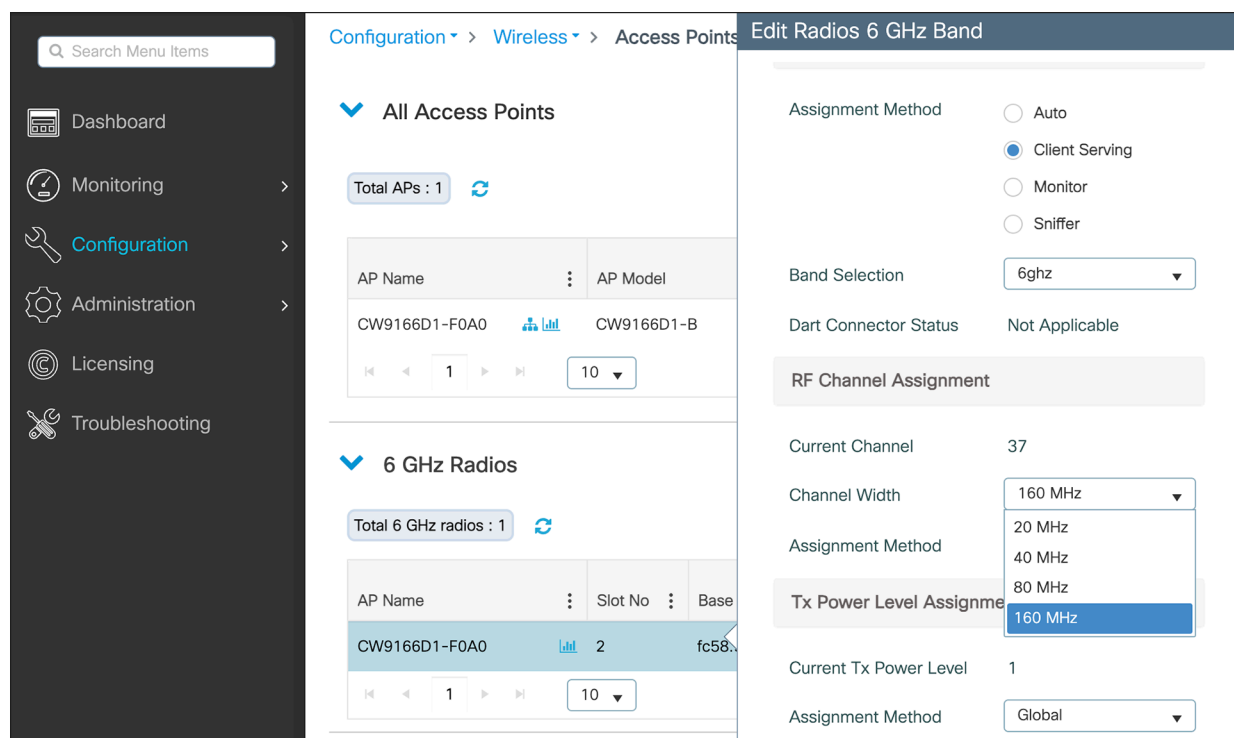 Search Menu Items
Dashboard
Monitoring
Configuration
Administration
Licensing
Troubleshooting
Configuration > Wireless > Access Points
All Access Points
Total APs : 1
AP Name AP Model
CW9166D1-F0A0 CW9166D1-B
1 10
6 GHz Radios
Total 6 GHz radios : 1
AP Name Slot No Base
CW9166D1-F0A0 2 fc58..
1 10
Edit Radios 6 GHz Band
Assignment Method Auto
Client Serving
Monitor
Sniffer
Band Selection 6ghz
Dart Connector Status Not Applicable
RF Channel Assignment
Current Channel 37
Channel Width 160 MHz
20 MHz
Assignment Method
40 MHz
80 MHz
Tx Power Level Assignme
160 MHz
Current Tx Power Level 1
Assignment Method Global